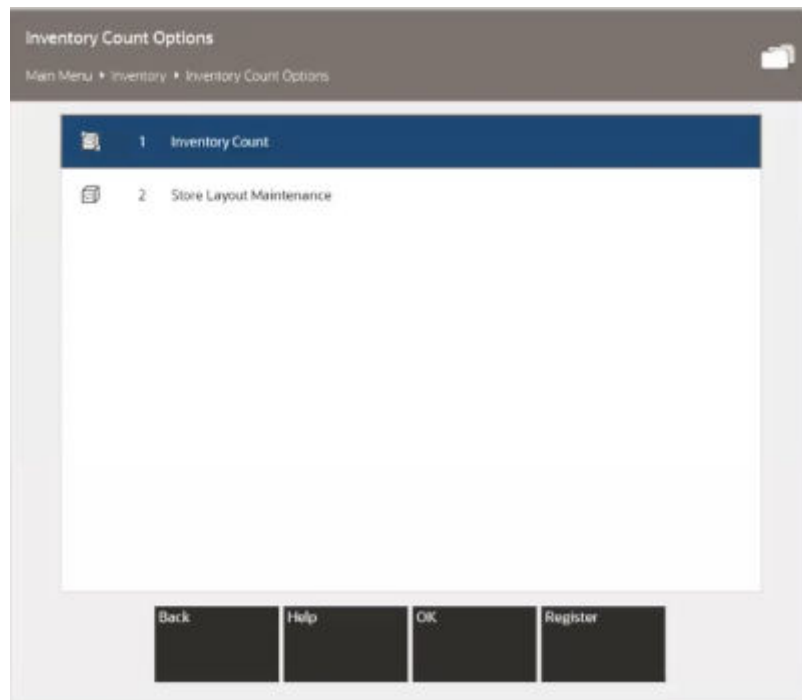 Inventory Count Options
Main Menu ▸ Inventory ▸ Inventory Count Options
1 Inventory Count
2 Store Layout Maintenance
Back Help OK Register